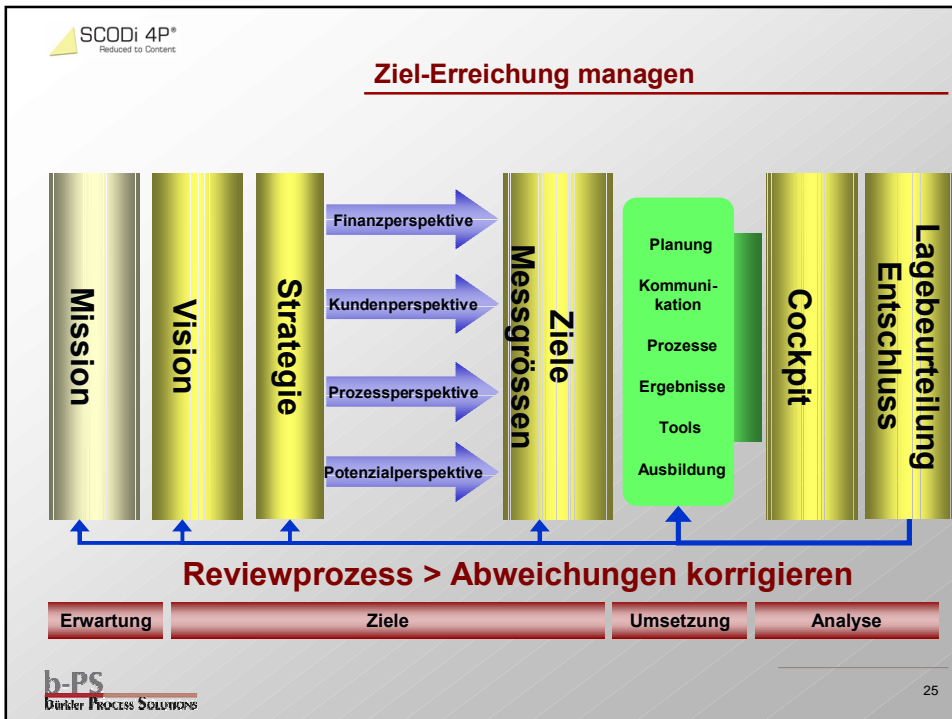 SCODi 4P®
Reduced to Content
Ziel-Erreichung managen
Mission
Vision
Strategie
Finanzperspektive
Kundenperspektive
Prozessperspektive
Potenzialperspektive
Ziele
Messgrössen
Planung
Kommuni-
kation
Prozesse
Ergebnisse
Tools
Ausbildung
Cockpit
Lagebeurteilung
Entschluss
Reviewprozess > Abweichungen korrigieren
Erwartung
Ziele
Umsetzung
Analyse
b-PS
Dürkler PROCESS SOLUTIONS
25